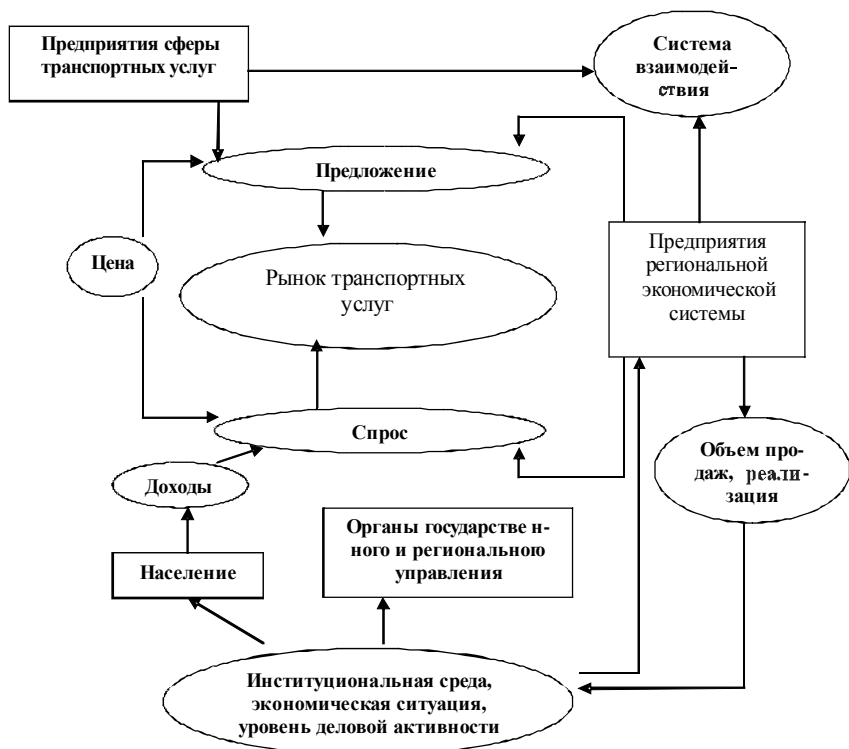 Предприятия сферы
транспортных услуг
Система
взаимодей-
ствия
Предложение
Цена
Рынок транспортных
услуг
Предприятия
региональной
экономической
системы
Спрос
Объем про-
даж, реали-
зация
Доходы
Органы государстве н-
ного и регионального
управления
Население
Институциональная среда,
экономическая ситуация,
уровень деловой активности